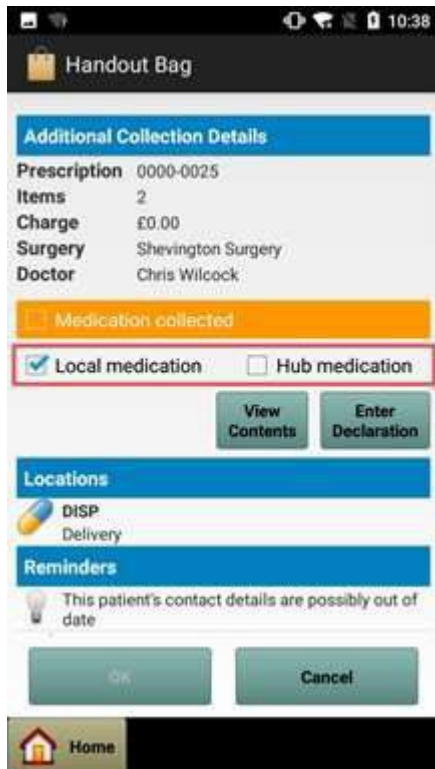 10:38
Handout Bag
Additional Collection Details
Prescription 0000-0025
Items 2
Charge £0.00
Surgery Shevington Surgery
Doctor Chris Wilcock
Medication collected
Local medication Hub medication
View Contents
Enter Declaration
Locations
DISP
Delivery
Reminders
This patient's contact details are possibly out of
date
OK Cancel
Home